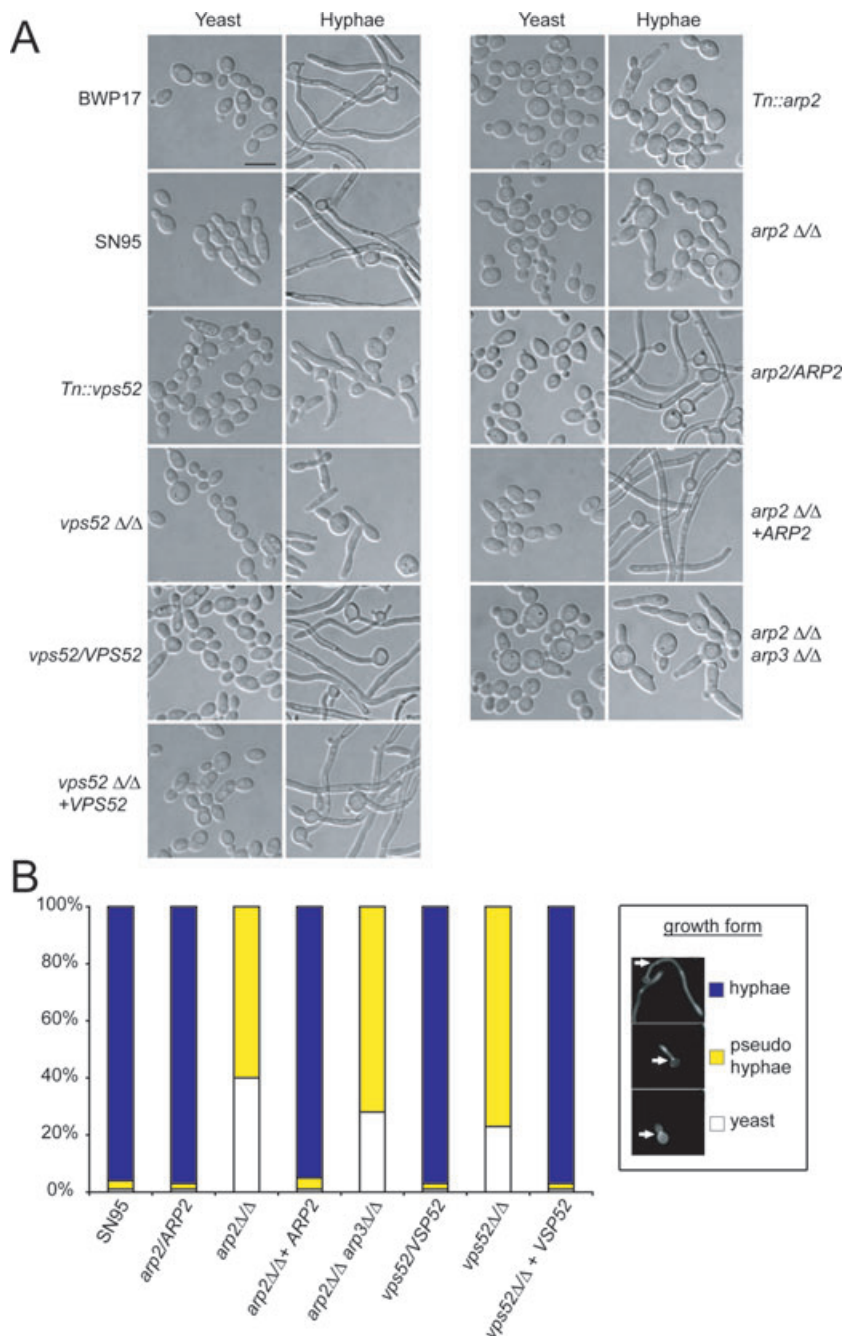 Yeast Hyphae Yeast Hyphae
A
BWP17
SN95
Tn::vps52
vps52 Δ/Δ
vps52/VPS52
vps52 Δ/Δ
+VPS52
Tn::arp2
arp2 Δ/Δ
arp2/ARP2
arp2 Δ/Δ
+ARP2
arp2 Δ/Δ
arp3 Δ/Δ
B
100%
80%
60%
40%
20%
0%
SN95
arp2/ARP2
arp2Δ/Δ
arp2Δ/Δ+ ARP2
arp2Δ/Δ arp3Δ/Δ
vps52/VSP52
vps52Δ/Δ
vps52Δ/Δ + VSP52
growth form
hyphae
pseudo
hyphae
yeast